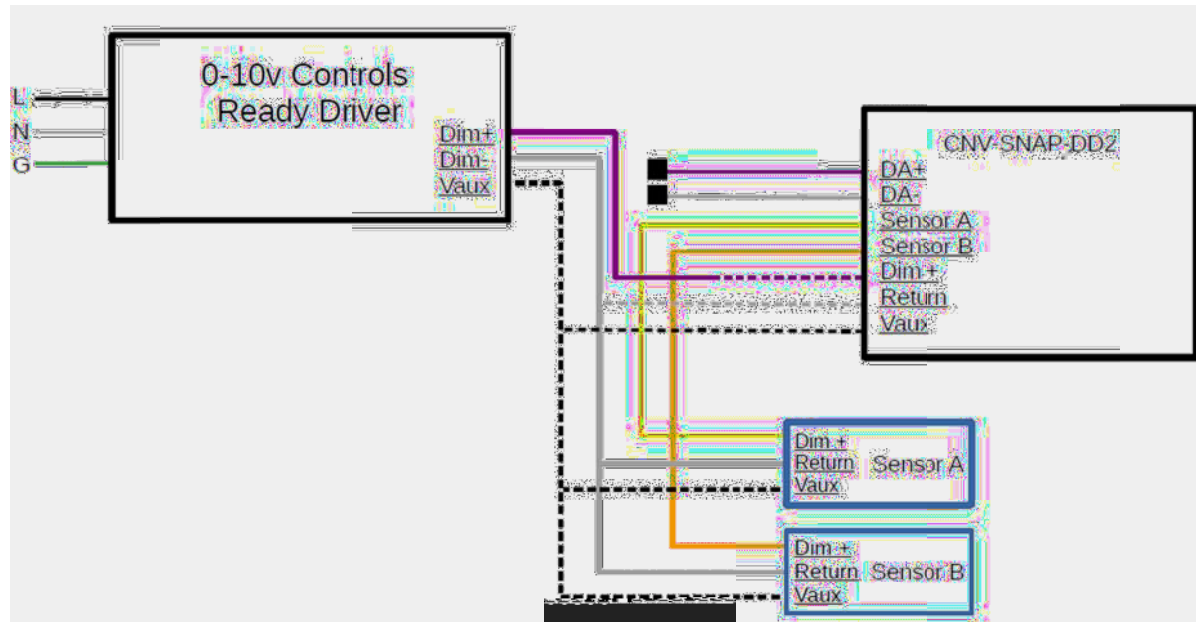 0-10v Controls
Ready Driver
L
N
G
Dim+
Dim-
Vaux
CNV-SNAP-DD2
DA+
DA-
Sensor A
Sensor B
Dim +
Return
Vaux
Dim +
Return
Vaux
Sensor A
Dim +
Return
Vaux
Sensor B